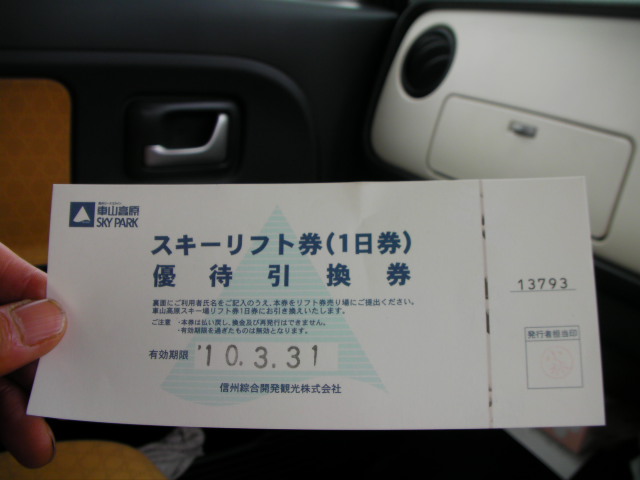 車山高原
SKY PARK
スキーリフト券(1日券)
優待引換券
裏面にご利用者氏名をご記入のうえ、本券をリフト券売り場にご提出ください。
車山高原スキー場リフト券1日券にお引き換えいたします。
ご注意 ・本券は払い戻し、換金及び再発行はできません。
・有効期限を過ぎたものは無効となります。
有効期限 '10.3.31
信州綜合開発観光株式会社
13793
発行者担当印